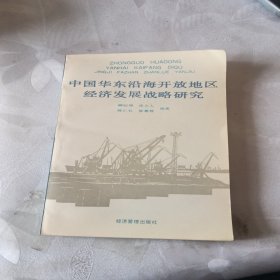 ZHONGGUO HUADONG
YANHAI KAIFANG DIQU
JINGJI FAZHAN ZHANLUE YANJIU
中国华东沿海开放地区
经济发展战略研究
经济管理出版社